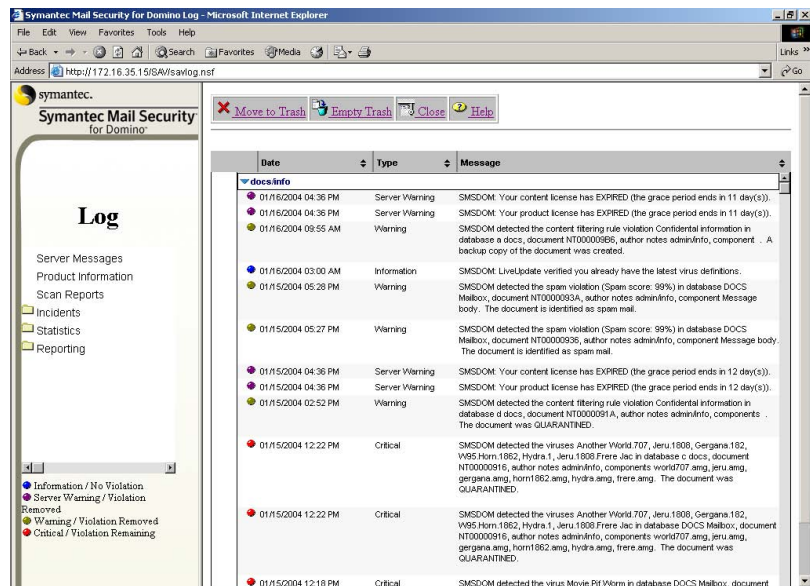 Symantec Mail Security for Domino Log - Microsoft Internet Explorer
File Edit View Favorites Tools Help
Back Search Favorites Media Links »
Address http://172.16.35.15/SAV/savlog.nsf Go
symantec.
Symantec Mail Security
for Domino
Move to Trash Empty Trash Close Help
Log
Server Messages
Product Information
Scan Reports
Incidents
Statistics
Reporting
Information / No Violation
Server Warning / Violation
Removed
Warning / Violation Removed
Critical / Violation Remaining
Date Type Message
docs/info
01/16/2004 04:36 PM Server Warning SMSDOM: Your content license has EXPIRED (the grace period ends in 11 day(s)).
01/16/2004 04:36 PM Server Warning SMSDOM: Your product license has EXPIRED (the grace period ends in 11 day(s)).
01/16/2004 09:55 AM Warning SMSDOM detected the content filtering rule violation Confidental information in
database a docs, document NT000009B6, author notes admin/info, component . A
backup copy of the document was created.
01/16/2004 03:00 AM Information SMSDOM: LiveUpdate verified you already have the latest virus definitions.
01/15/2004 05:28 PM Warning SMSDOM detected the spam violation (Spam score: 99%) in database DOCS
Mailbox, document NT0000093A, author notes admin/info, component Message
body. The document is identified as spam mail.
01/15/2004 05:27 PM Warning SMSDOM detected the spam violation (Spam score: 99%) in database DOCS
Mailbox, document NT00000936, author notes admin/info, component Message body.
The document is identified as spam mail.
01/15/2004 04:36 PM Server Warning SMSDOM: Your content license has EXPIRED (the grace period ends in 12 day(s)).
01/15/2004 04:36 PM Server Warning SMSDOM: Your product license has EXPIRED (the grace period ends in 12 day(s)).
01/15/2004 02:52 PM Warning SMSDOM detected the content filtering rule violation Confidental information in
database d docs, document NT0000091A, author notes admin/info, components .
The document was QUARANTINED.
01/15/2004 12:22 PM Critical SMSDOM detected the viruses Another World.707, Jeru.1808, Gergana.182,
W95.Horn.1862, Hydra.1, Jeru.1808.Frere Jac in database c docs, document
NT00000916, author notes admin/info, components world707.amg, jeru.amg,
gergana.amg, horn1862.amg, hydra.amg, frere.amg. The document was
QUARANTINED.
01/15/2004 12:22 PM Critical SMSDOM detected the viruses Another World.707, Jeru.1808, Gergana.182,
W95.Horn.1862, Hydra.1, Jeru.1808.Frere Jac in database DOCS Mailbox, document
NT00000916, author notes admin/info, components world707.amg, jeru.amg,
gergana.amg, horn1862.amg, hydra.amg, frere.amg. The document was
QUARANTINED.
01/15/2004 12:18 PM Critical SMSDOM detected the virus Movie.Pif Worm in database DOCS Mailbox, document